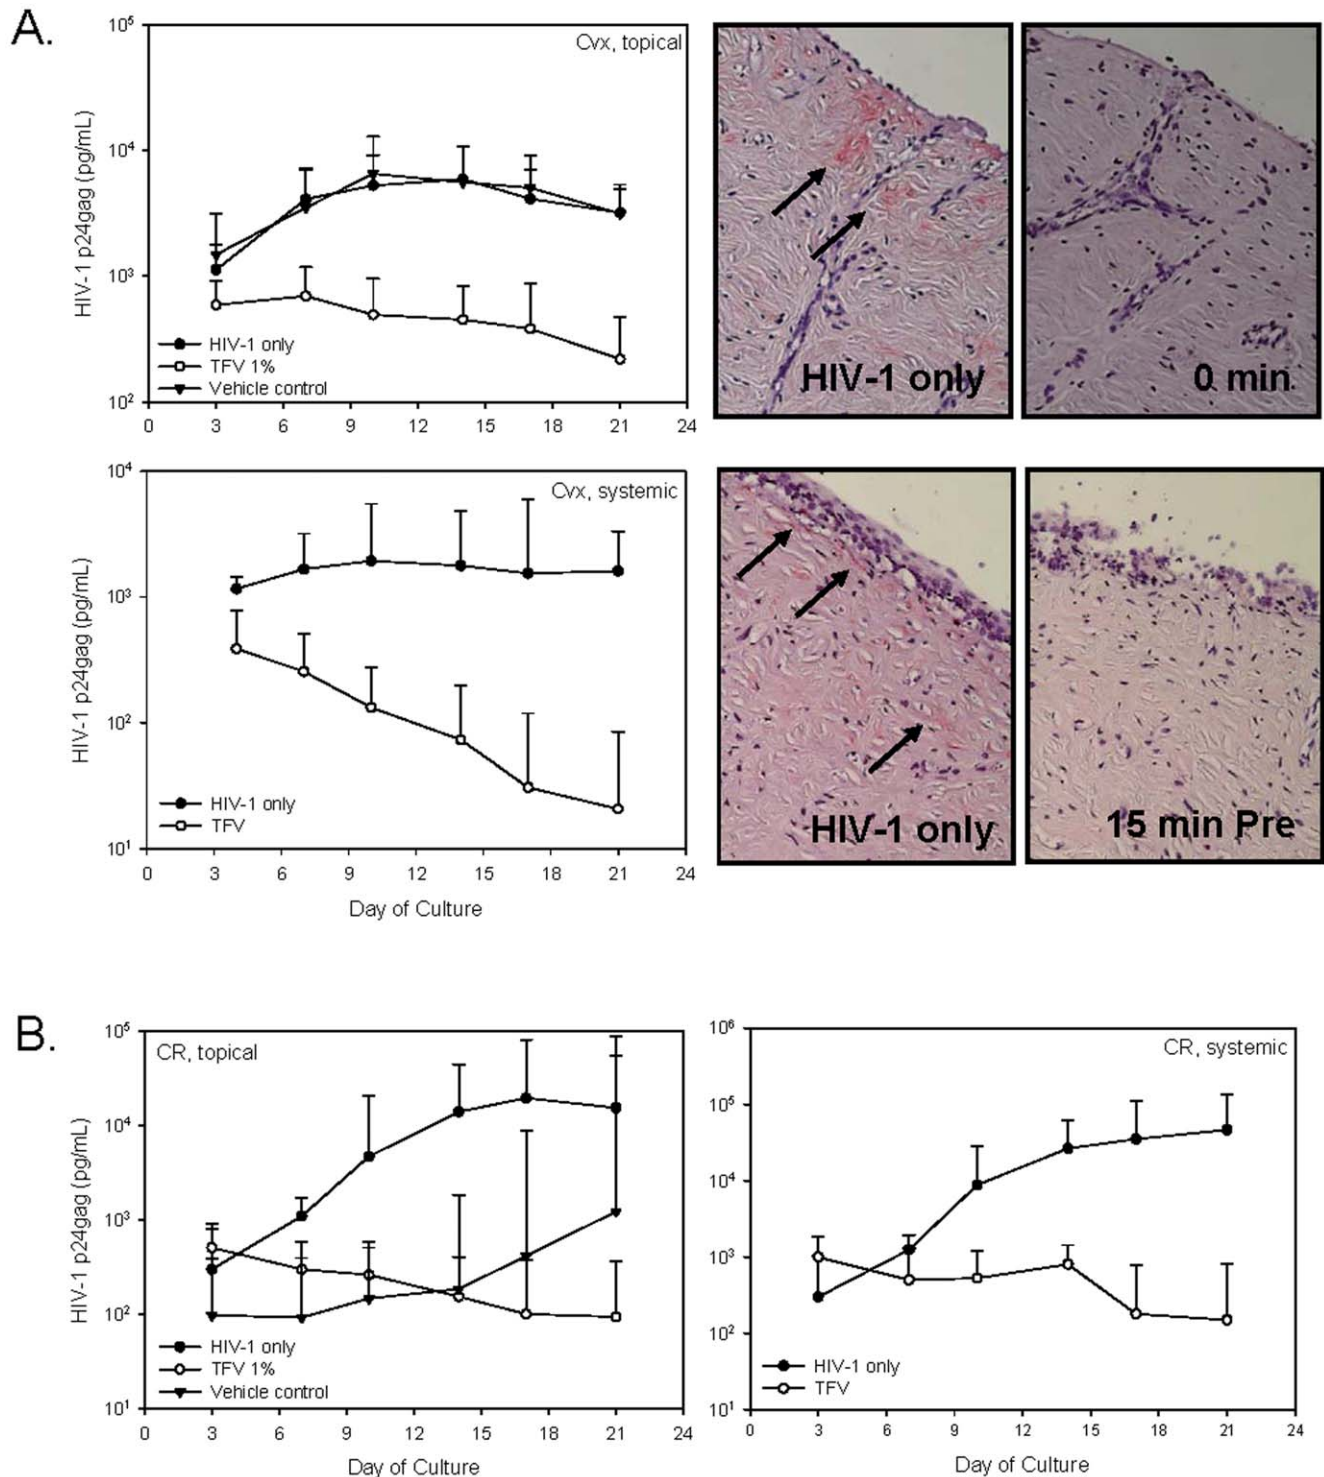 A.
Cvx, topical
HIV-1 p24gag (pg/mL)
10⁵
10⁴
10³
10²
HIV-1 only
TFV 1%
Vehicle control
0 3 6 9 12 15 18 21 24
HIV-1 only
0 min
Cvx, systemic
HIV-1 p24gag (pg/mL)
10⁴
10³
10²
10¹
HIV-1 only
TFV
0 3 6 9 12 15 18 21 24
Day of Culture
HIV-1 only
15 min Pre
B.
CR, topical
HIV-1 p24gag (pg/mL)
10⁵
10⁴
10³
10²
10¹
HIV-1 only
TFV 1%
Vehicle control
0 3 6 9 12 15 18 21 24
Day of Culture
CR, systemic
10⁶
10⁵
10⁴
10³
10²
10¹
HIV-1 only
TFV
0 3 6 9 12 15 18 21 24
Day of Culture